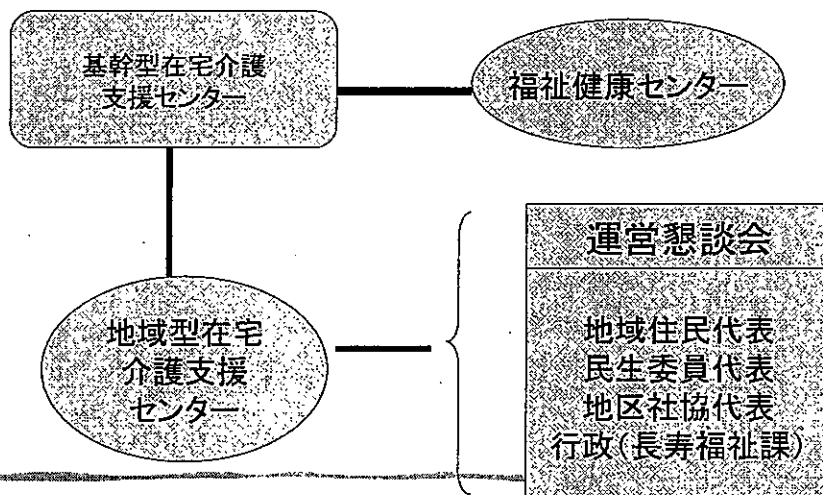 基幹型在宅介護
支援センター
福祉健康センター
地域型在宅
介護支援
センター
運営懇談会
地域住民代表
民生委員代表
地区社協代表
行政(長寿福祉課)